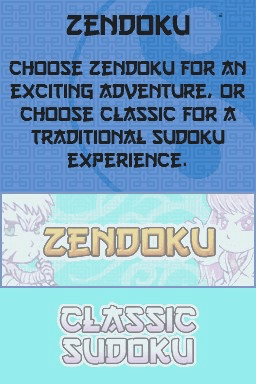 ZENDOKU
CHOOSE ZENDOKU FOR AN
EXCITING ADVENTURE, OR
CHOOSE CLASSIC FOR A
TRADITIONAL SUDOKU
EXPERIENCE.
ZENDOKU
CLASSIC
SUDOKU